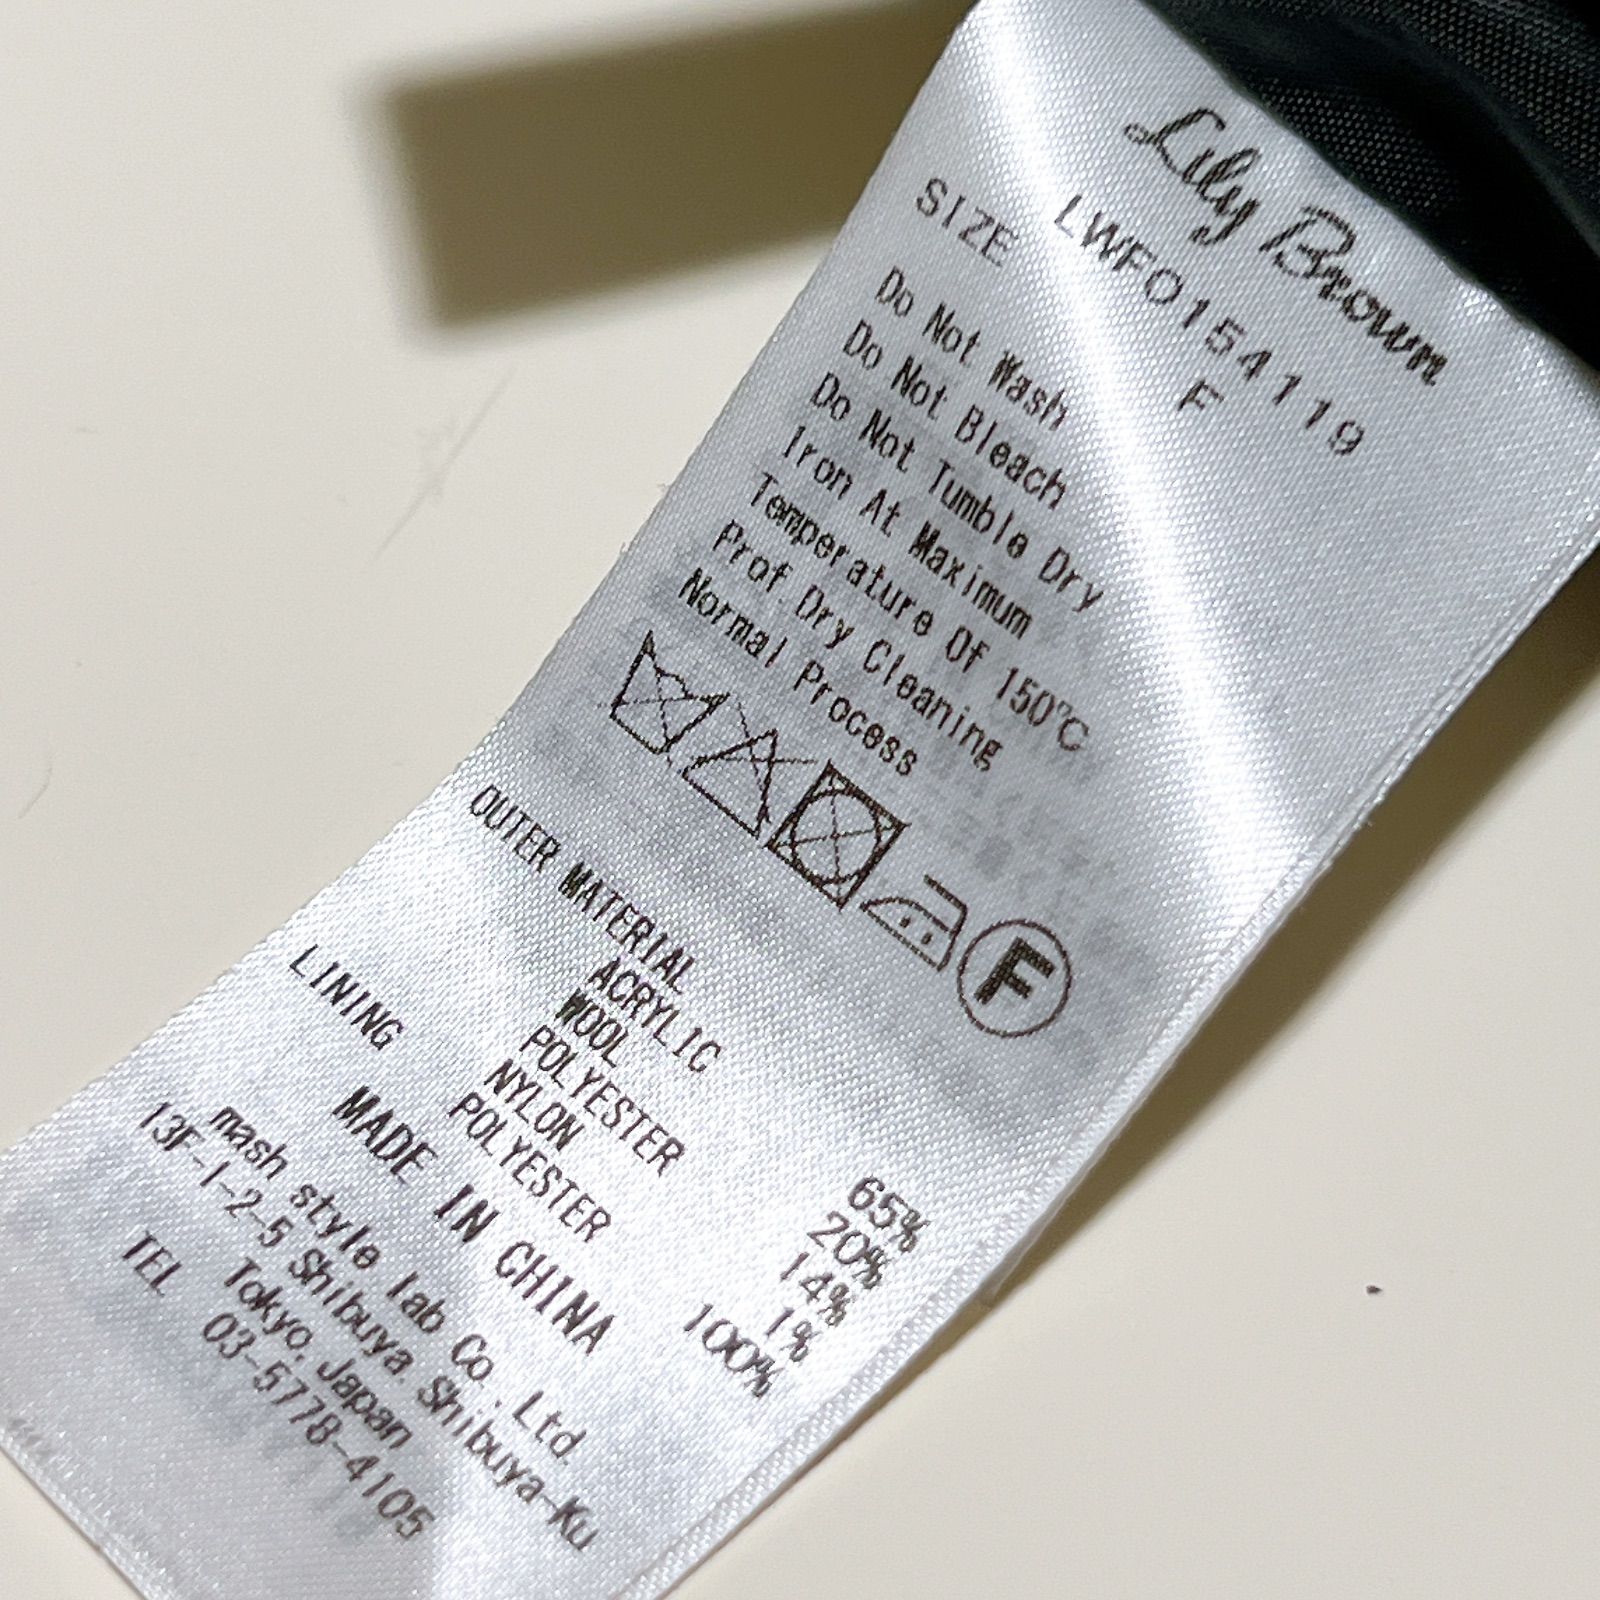 Lily Brown
LWFO154119
SIZE F
Do Not Wash
Do Not Bleach
Do Not Tumble Dry
Iron At Maximum
Temperature Of 150℃
Prof Dry Cleaning
Normal Process
F
OUTER MATERIAL
ACRYLIC 65%
WOOL 20%
POLYESTER 14%
NYLON 1%
LINING POLYESTER 100%
MADE IN CHINA
mash style lab Co., Ltd.
13F-1-2-5 Shibuya Shibuya-Ku
Tokyo, Japan
TEL 03-5778-4105